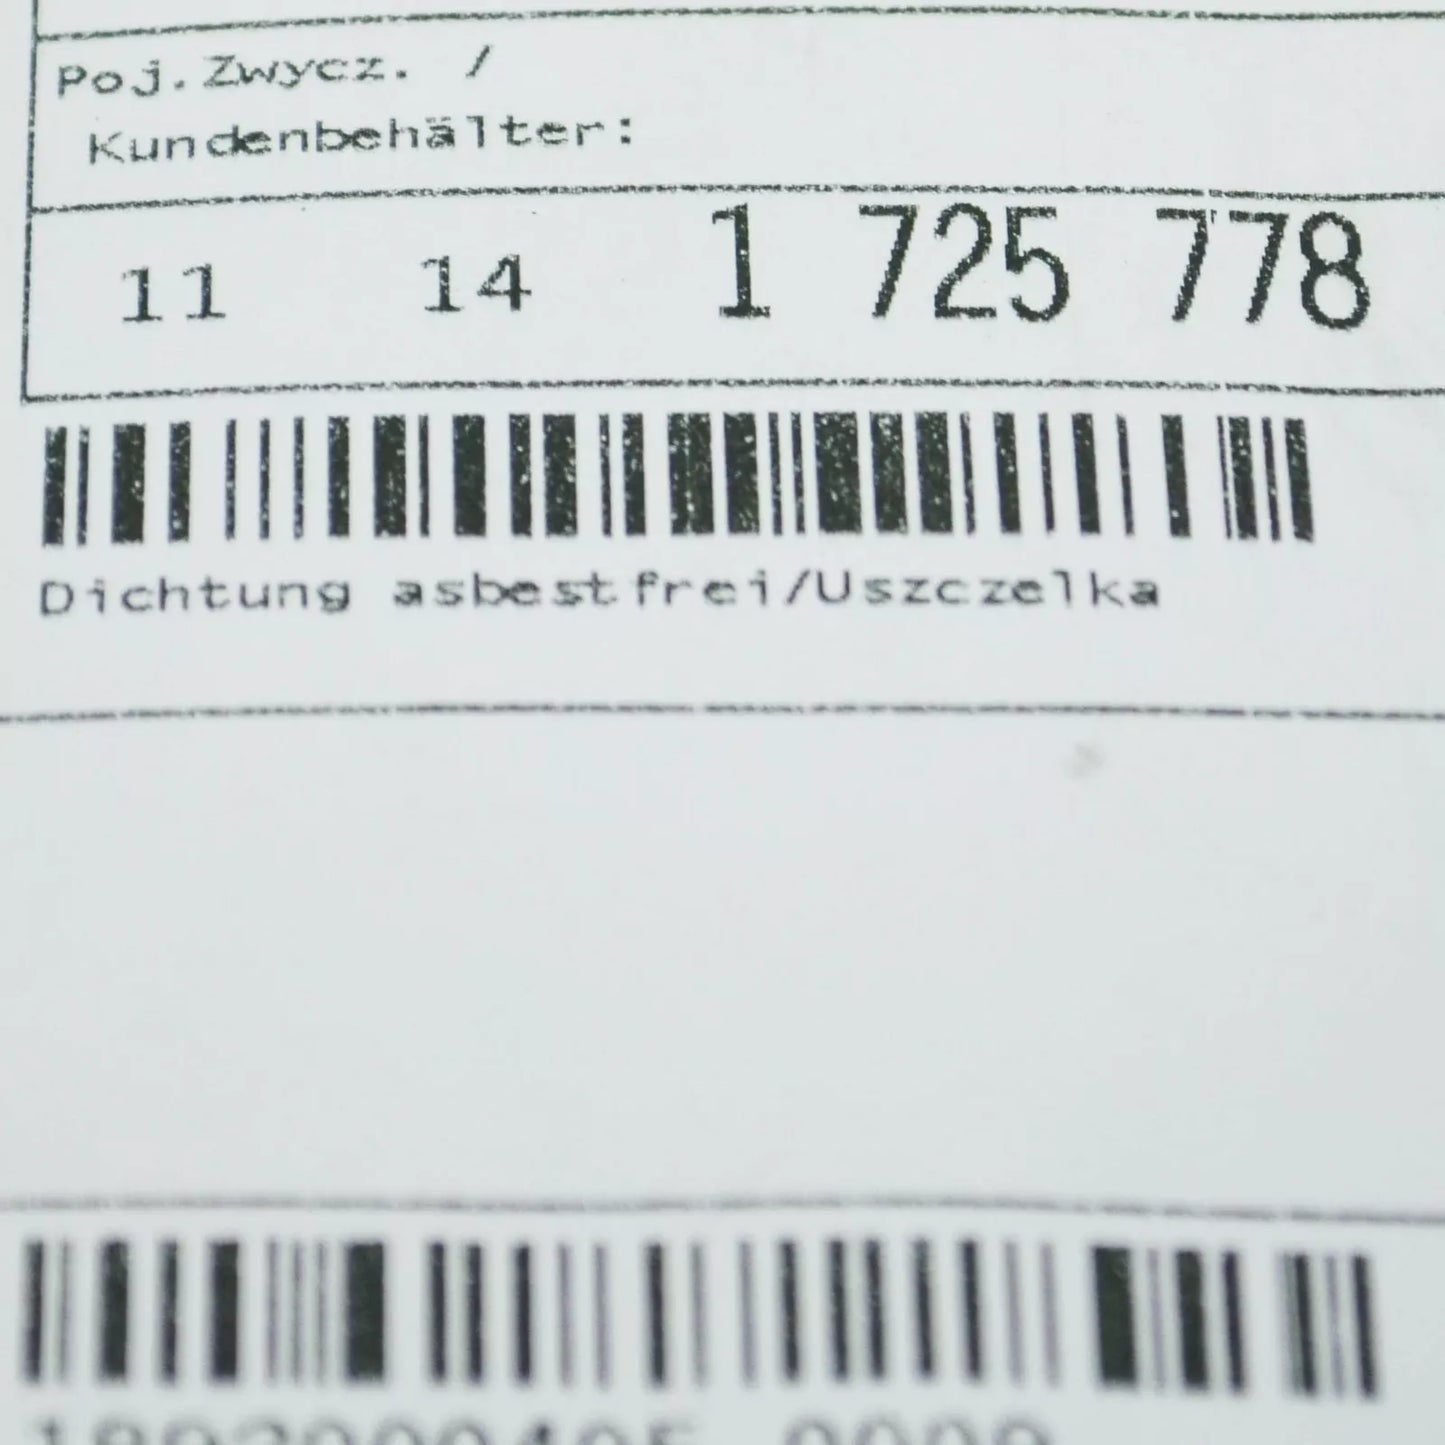 Poj.Zwycz. /
Kundenbehälter:
11 14 1 725 778
Dichtung asbestfrei/Uszczelka